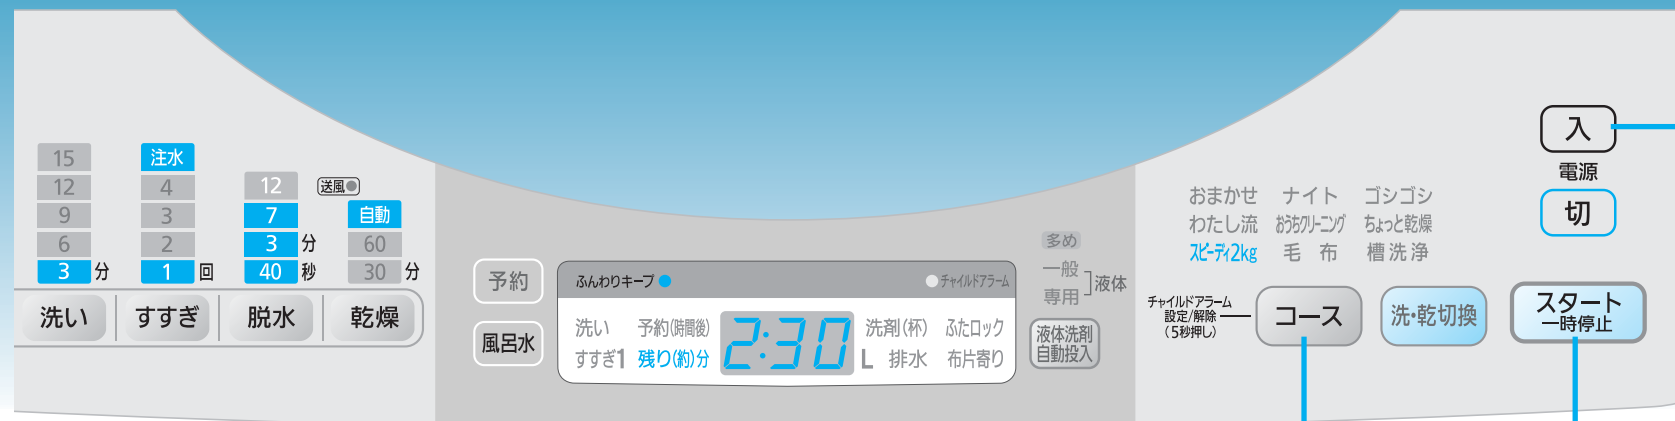 15
12
9
6
3 分
洗い
注水
4
3
2
1 回
すすぎ
12
7
3 分
40 秒
脱水
送風
自動
60
30 分
乾燥
予約
風呂水
ふんわりキープ
チャイルドアラーム
洗い 予約(時間後) 2:30 洗剤(杯) ふたロック
すすぎ1 残り(約)分 L 排水 布片寄り
多め
一般
専用
液体
液体洗剤
自動投入
おまかせ ナイト ゴシゴシ
わたし流 おうちクリーニング ちょっと乾燥
スピーディ2kg 毛布 槽洗浄
チャイルドアラーム
設定/解除
(5秒押し)
コース
洗・乾切換
入
電源
切
スタート
一時停止